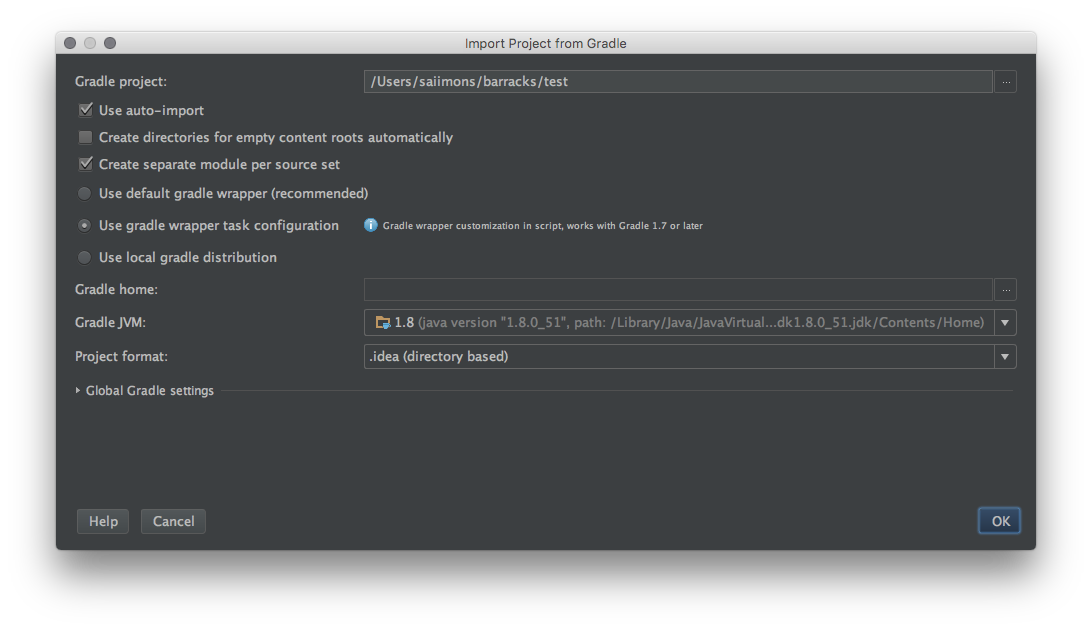 Import Project from Gradle
Gradle project: /Users/saiimons/barracks/test ...
Use auto-import
Create directories for empty content roots automatically
Create separate module per source set
Use default gradle wrapper (recommended)
Use gradle wrapper task configuration Gradle wrapper customization in script, works with Gradle 1.7 or later
Use local gradle distribution
Gradle home: ...
Gradle JVM: 1.8 (java version "1.8.0_51", path: /Library/Java/JavaVirtual...dk1.8.0_51.jdk/Contents/Home)
Project format: .idea (directory based)
Global Gradle settings
Help Cancel OK